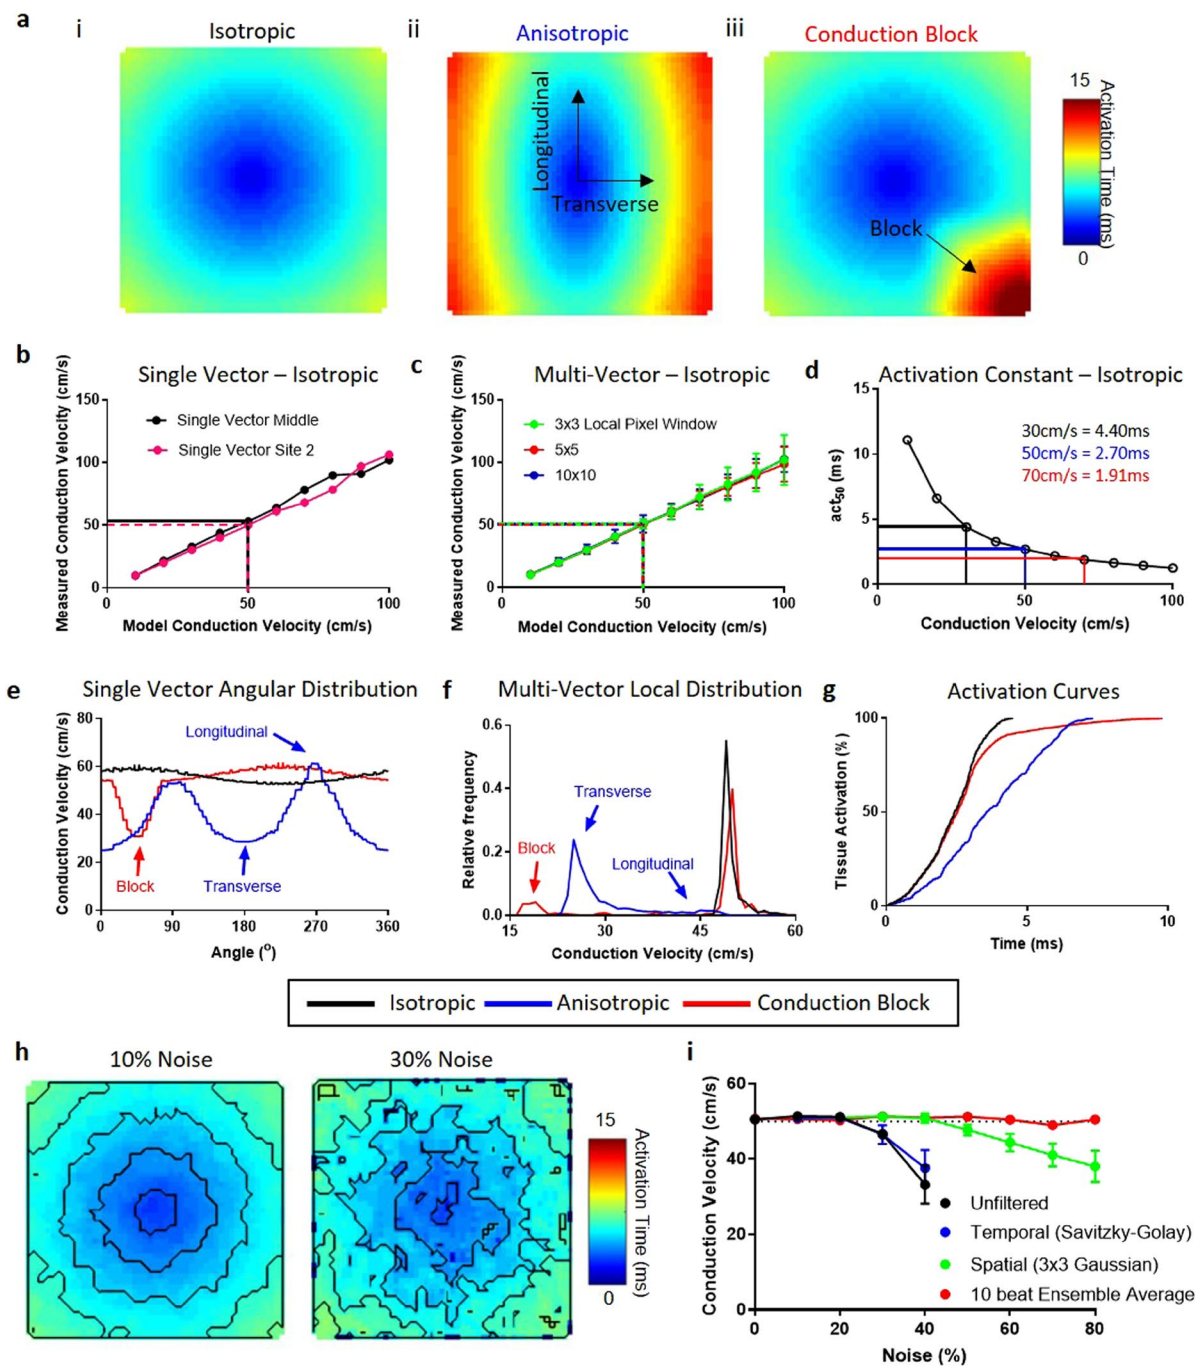 a
i
Isotropic
ii
Anisotropic
iii
Conduction Block
Longitudinal
Transverse
Block
15
Activation Time (ms)
0
b
Single Vector – Isotropic
Measured Conduction Velocity (cm/s)
150
100
50
0
Single Vector Middle
Single Vector Site 2
0
50
100
Model Conduction Velocity (cm/s)
c
Multi-Vector – Isotropic
Measured Conduction Velocity (cm/s)
150
100
50
0
3x3 Local Pixel Window
5x5
10x10
0
50
100
Model Conduction Velocity (cm/s)
d
Activation Constant – Isotropic
act50 (ms)
15
10
5
0
30cm/s = 4.40ms
50cm/s = 2.70ms
70cm/s = 1.91ms
0
50
100
Conduction Velocity (cm/s)
e
Single Vector Angular Distribution
Conduction Velocity (cm/s)
80
60
40
20
0
Longitudinal
Block
Transverse
0
90
180
270
360
Angle (o)
f
Multi-Vector Local Distribution
Relative frequency
0.6
0.4
0.2
0.0
Transverse
Block
Longitudinal
15
30
45
60
Conduction Velocity (cm/s)
g
Activation Curves
Tissue Activation (%)
100
50
0
0
5
10
Time (ms)
Isotropic
Anisotropic
Conduction Block
h
10% Noise
30% Noise
15
Activation Time (ms)
0
i
Conduction Velocity (cm/s)
60
40
20
0
Unfiltered
Temporal (Savitzky-Golay)
Spatial (3x3 Gaussian)
10 beat Ensemble Average
0
20
40
60
80
Noise (%)